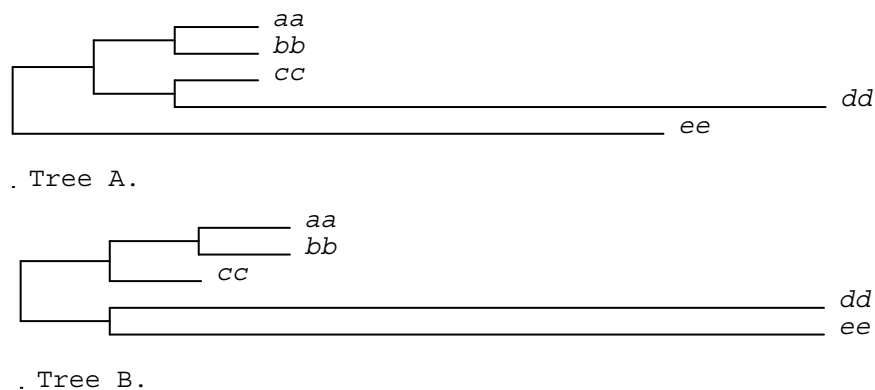 aa
bb
cc
dd
ee
. Tree A.
aa
bb
cc
dd
ee
. Tree B.